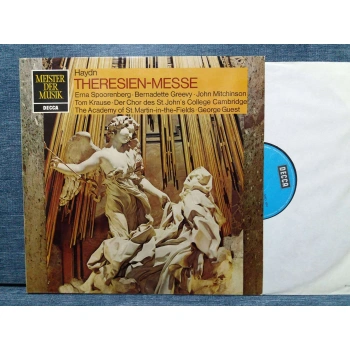 MEISTER
DER
MUSIK
DECCA
Haydn
THERESIEN-MESSE
Erna Spoorenberg · Bernadette Greevy · John Mitchinson
Tom Krause · Der Chor des St. John's College Cambridge
The Academy of St. Martin-in-the-Fields · George Guest
DECCA